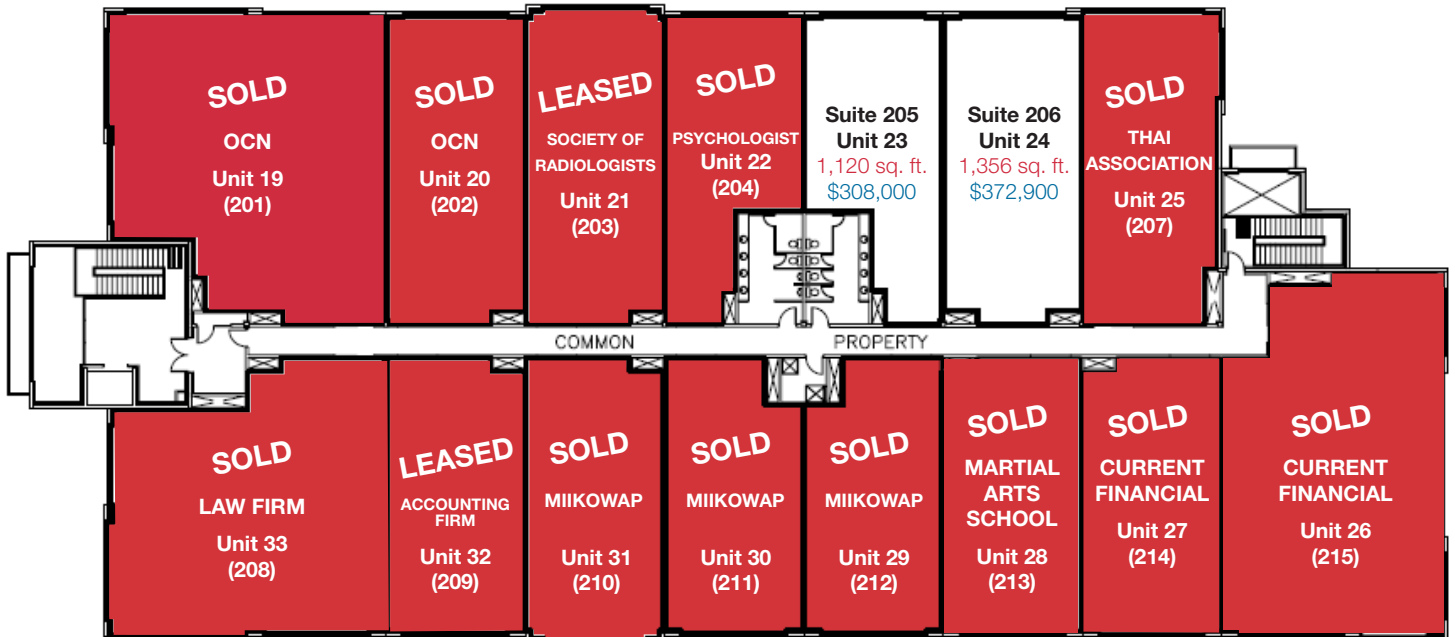 SOLD
OCN
Unit 19
(201)
SOLD
OCN
Unit 20
(202)
LEASED
SOCIETY OF
RADIOLOGISTS
Unit 21
(203)
SOLD
PSYCHOLOGIST
Unit 22
(204)
Suite 205
Unit 23
1,120 sq. ft.
$308,000
Suite 206
Unit 24
1,356 sq. ft.
$372,900
SOLD
THAI
ASSOCIATION
Unit 25
(207)
COMMON PROPERTY
SOLD
LAW FIRM
Unit 33
(208)
LEASED
ACCOUNTING
FIRM
Unit 32
(209)
SOLD
MIIKOWAP
Unit 31
(210)
SOLD
MIIKOWAP
Unit 30
(211)
SOLD
MIIKOWAP
Unit 29
(212)
SOLD
MARTIAL
ARTS
SCHOOL
Unit 28
(213)
SOLD
CURRENT
FINANCIAL
Unit 27
(214)
SOLD
CURRENT
FINANCIAL
Unit 26
(215)